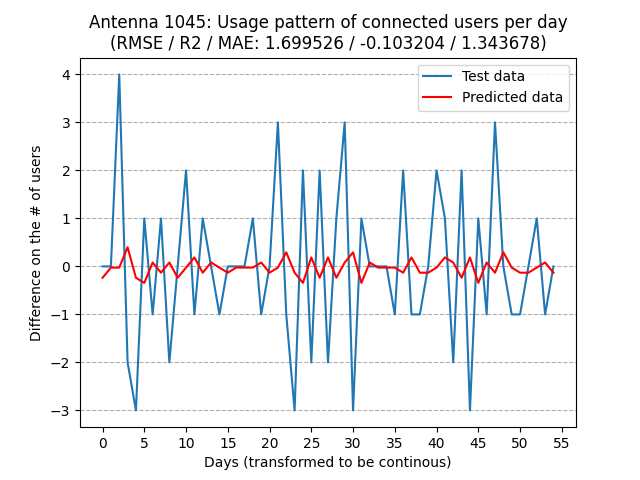 Antenna 1045: Usage pattern of connected users per day
(RMSE / R2 / MAE: 1.699526 / -0.103204 / 1.343678)
Test data
Predicted data
4
3
2
1
0
−1
−2
−3
Difference on the # of users
0 5 10 15 20 25 30 35 40 45 50 55
Days (transformed to be continous)